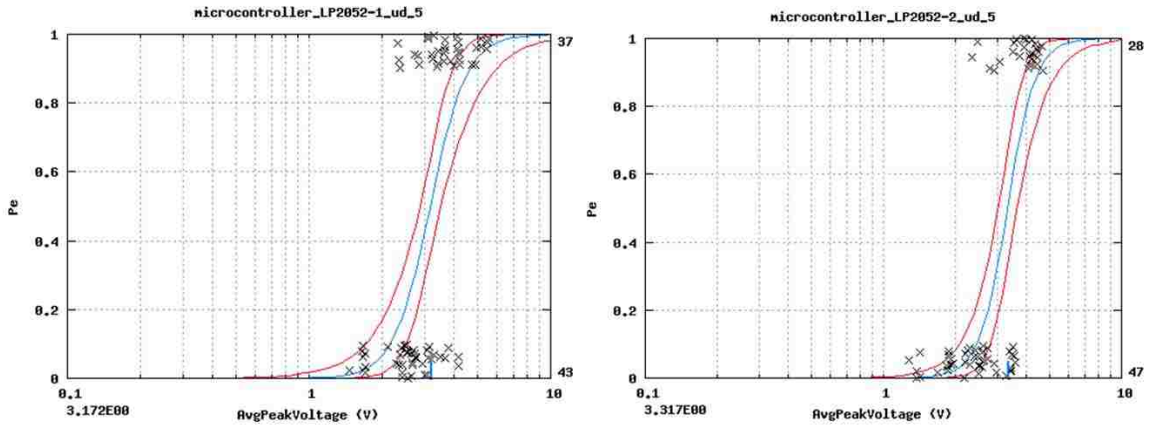 microcontroller_LP2052-1_ud_5
1
0.8
0.6
0.4
0.2
0
Pe
37
43
0.1
1
10
3.172E00
AvgPeakVoltage (V)
microcontroller_LP2052-2_ud_5
1
0.8
0.6
0.4
0.2
0
Pe
28
47
0.1
1
10
3.317E00
AvgPeakVoltage (V)